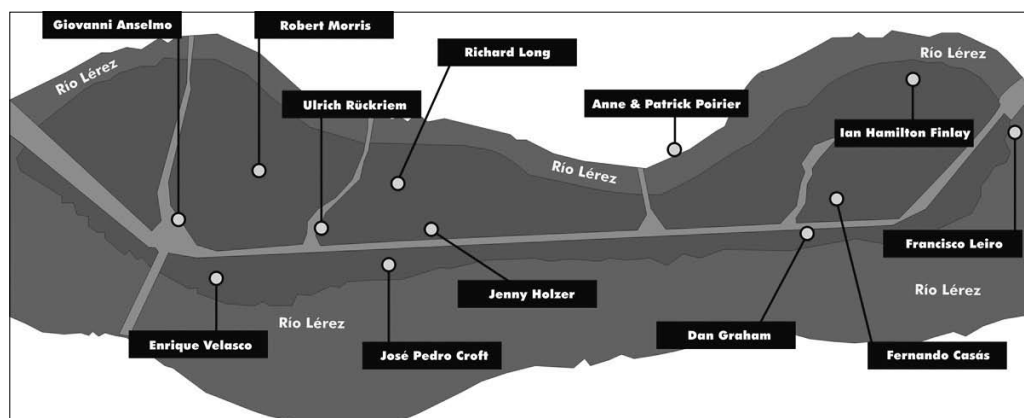 Giovanni Anselmo
Robert Morris
Richard Long
Río Lérez
Río Lérez
Ulrich Rückriem
Anne & Patrick Poirier
Ian Hamilton Finlay
Río Lérez
Francisco Leiro
Jenny Holzer
Río Lérez
Río Lérez
Enrique Velasco
José Pedro Croft
Dan Graham
Fernando Casás